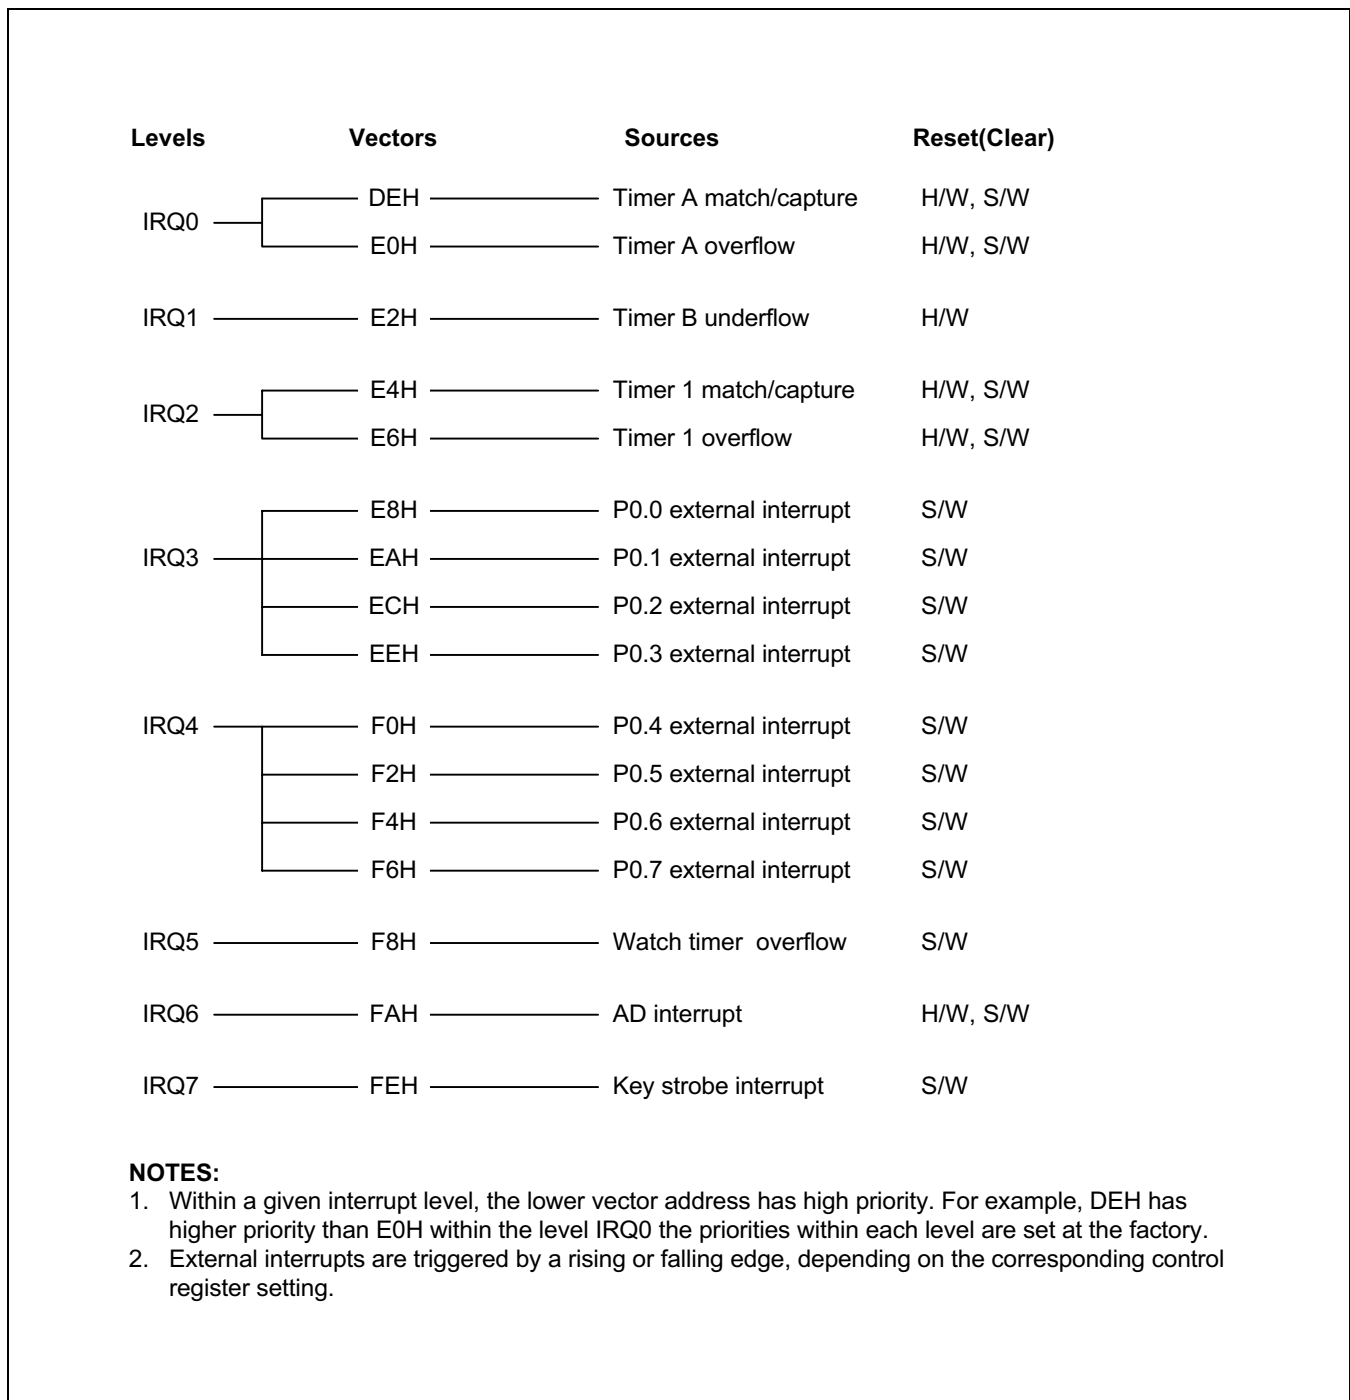 Levels Vectors Sources Reset(Clear)
DEH Timer A match/capture H/W, S/W
IRQ0
E0H Timer A overflow H/W, S/W
IRQ1 E2H Timer B underflow H/W
E4H Timer 1 match/capture H/W, S/W
IRQ2
E6H Timer 1 overflow H/W, S/W
E8H P0.0 external interrupt S/W
IRQ3 EAH P0.1 external interrupt S/W
ECH P0.2 external interrupt S/W
EEH P0.3 external interrupt S/W
IRQ4 F0H P0.4 external interrupt S/W
F2H P0.5 external interrupt S/W
F4H P0.6 external interrupt S/W
F6H P0.7 external interrupt S/W
IRQ5 F8H Watch timer overflow S/W
IRQ6 FAH AD interrupt H/W, S/W
IRQ7 FEH Key strobe interrupt S/W
NOTES:
1. Within a given interrupt level, the lower vector address has high priority. For example, DEH has
higher priority than E0H within the level IRQ0 the priorities within each level are set at the factory.
2. External interrupts are triggered by a rising or falling edge, depending on the corresponding control
register setting.